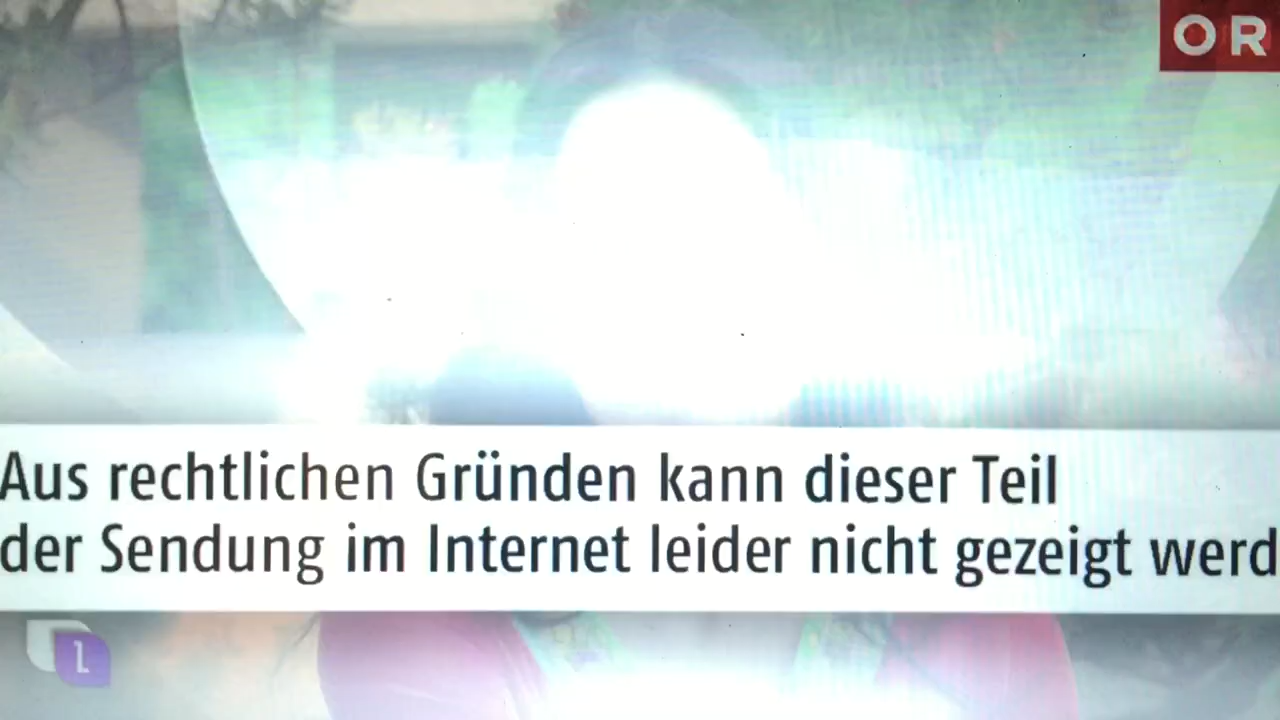 OR
Aus rechtlichen Gründen kann dieser Teil
der Sendung im Internet leider nicht gezeigt werd
l